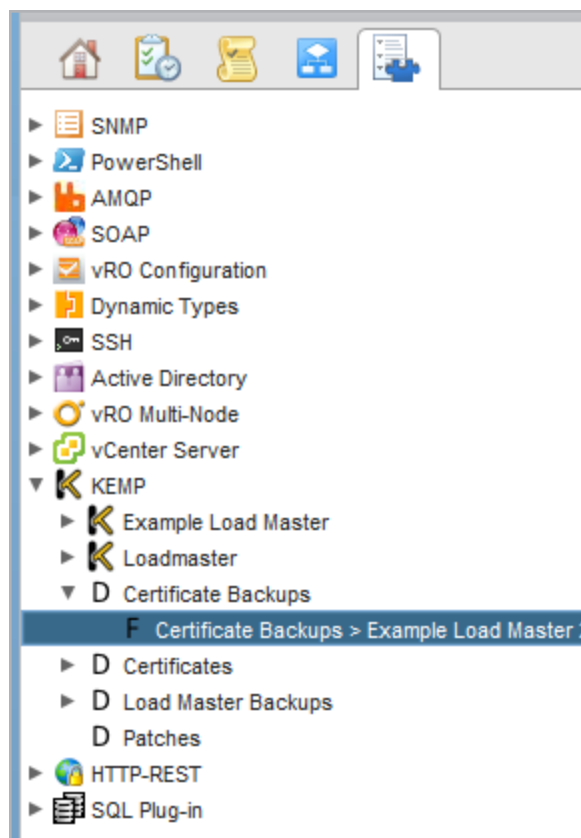 SNMP
PowerShell
AMQP
SOAP
vRO Configuration
Dynamic Types
SSH
Active Directory
vRO Multi-Node
vCenter Server
KEMP
Example Load Master
Loadmaster
D Certificate Backups
F Certificate Backups > Example Load Master
D Certificates
D Load Master Backups
D Patches
HTTP-REST
SQL Plug-in